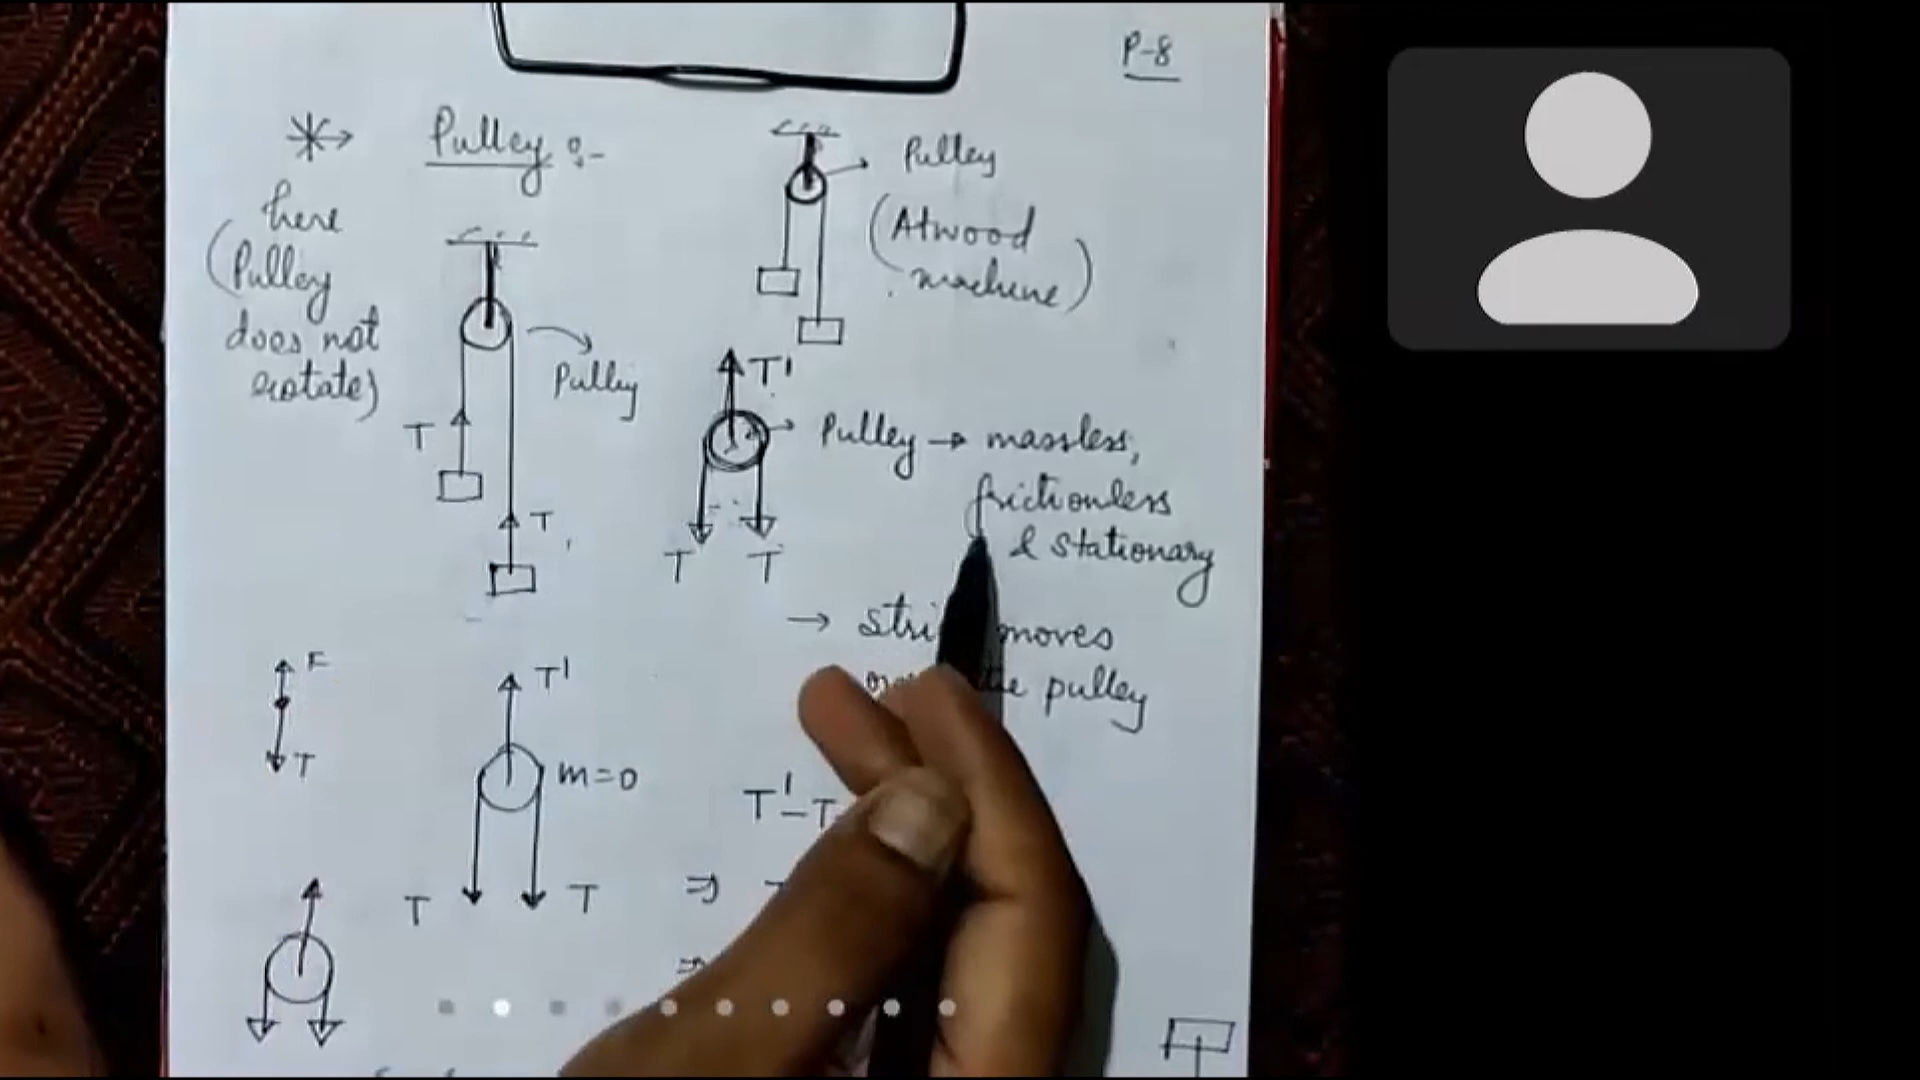 P-8
Pulley :-
here
(Pulley
does not
rotate)
Pulley
T
T
Pulley
(Atwood
machine)
T'
Pulley → massless,
frictionless
& stationary
T T
→ moves
pulley
F
T
T'
m=0
T T
T'-T
⇒
⇒